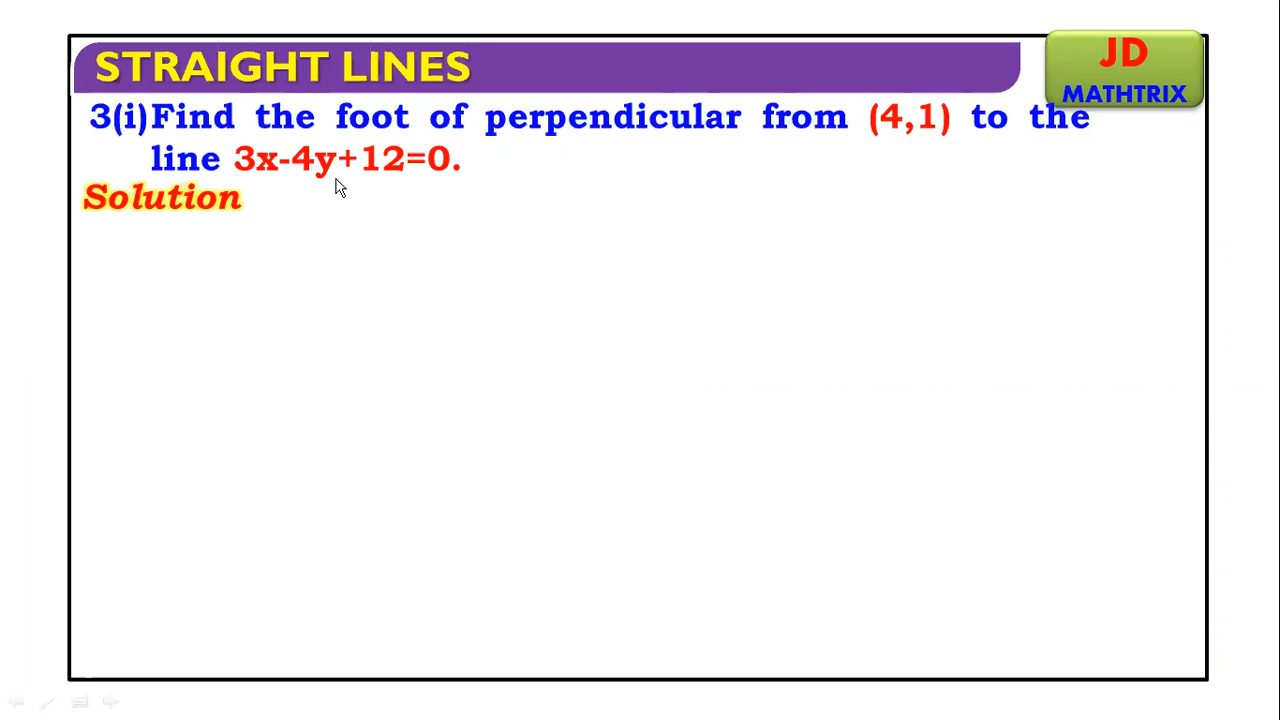 STRAIGHT LINES
JD
MATHTRIX
3(i)Find the foot of perpendicular from (4,1) to the
line 3x-4y+12=0.
Solution